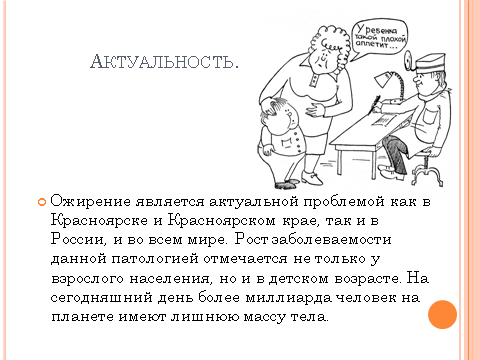 У ребенка
такой плохой
аппетит...
Актуальность.
Ожирение является актуальной проблемой как в
Красноярске и Красноярском крае, так и в
России, и во всем мире. Рост заболеваемости
данной патологией отмечается не только у
взрослого населения, но и в детском возрасте. На
сегодняшний день более миллиарда человек на
планете имеют лишнюю массу тела.